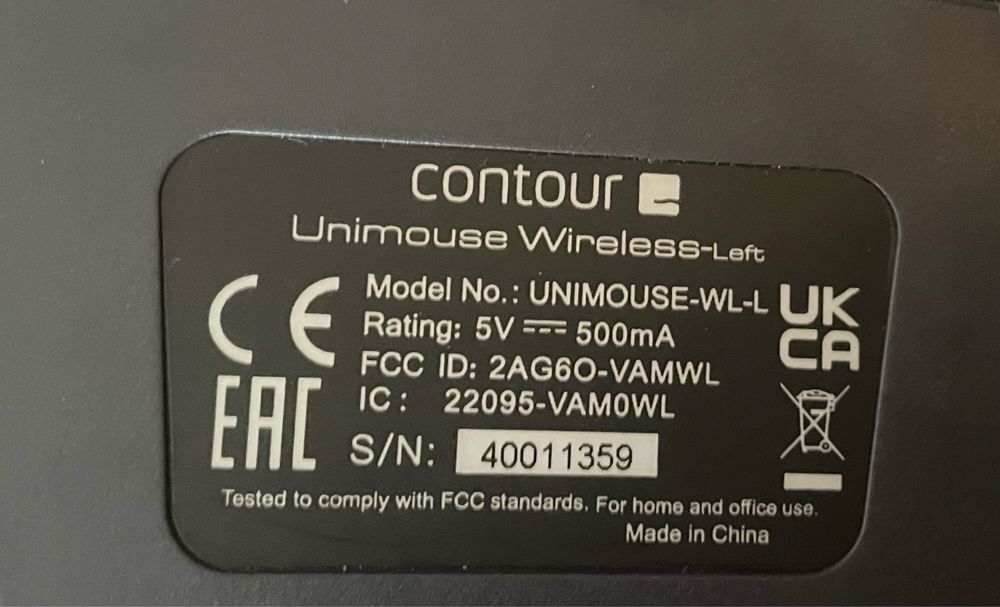 contour
Unimouse Wireless-Left
CE
Model No.: UNIMOUSE-WL-L
UK
CA
Rating: 5V ⎓ 500mA
FCC ID: 2AG6O-VAMWL
EAC
IC: 22095-VAM0WL
S/N: 40011359
Tested to comply with FCC standards. For home and office use.
Made in China